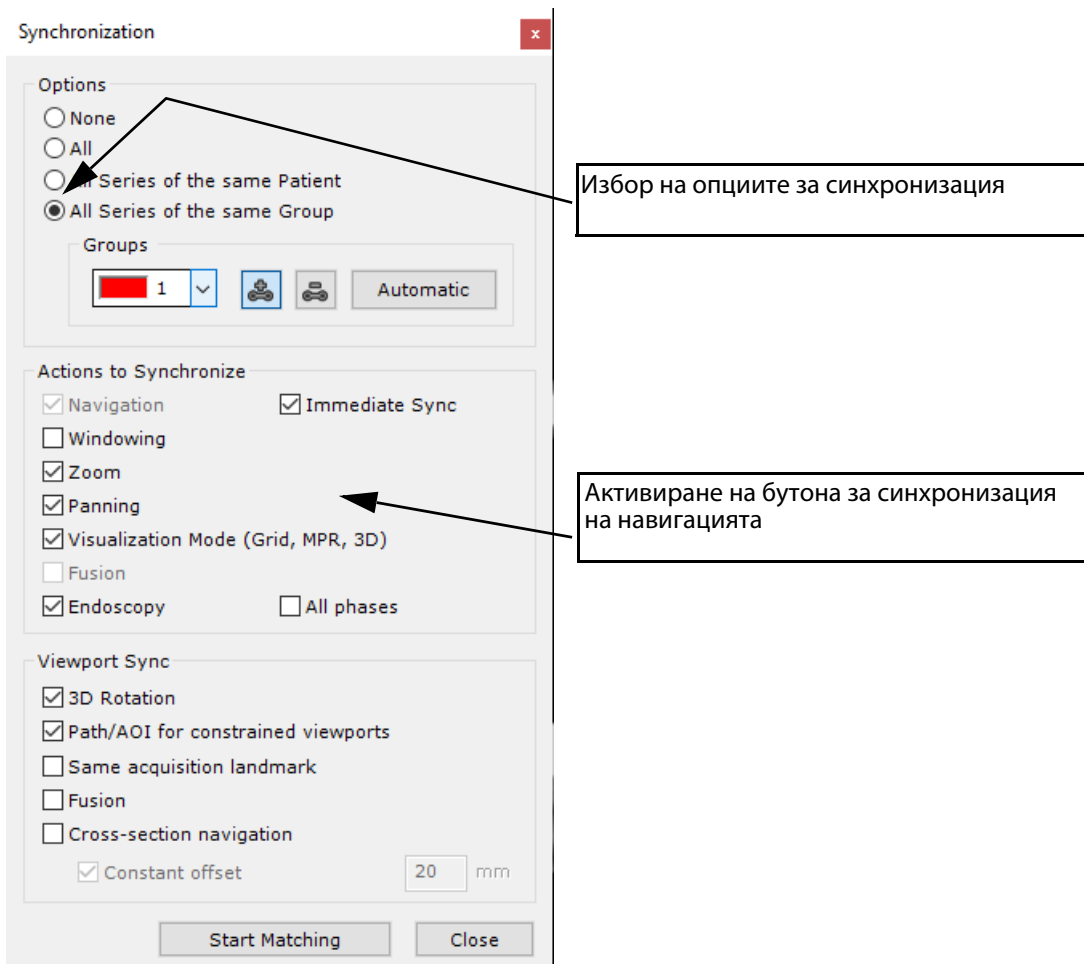 Synchronization
x
Options
None
All
All Series of the same Patient
All Series of the same Group
Groups
1
Automatic
Избор на опциите за синхронизация
Actions to Synchronize
Navigation Immediate Sync
Windowing
Zoom
Panning
Visualization Mode (Grid, MPR, 3D)
Fusion
Endoscopy All phases
Активиране на бутона за синхронизация
на навигацията
Viewport Sync
3D Rotation
Path/AOI for constrained viewports
Same acquisition landmark
Fusion
Cross-section navigation
Constant offset 20 mm
Start Matching Close